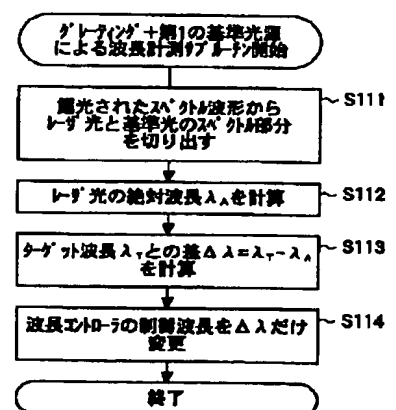 グレーティング+第1の基準光源
による波長計測サブルーチン開始
露光されたスペクトル波形から
レーザ光と基準光のスペクトル部分
を切り出す
~S111
レーザ光の絶対波長λAを計算
~S112
ターゲット波長λTとの差Δλ=λT-λA
を計算
~S113
波長コントローラの制御波長をΔλだけ
変更
~S114
終了